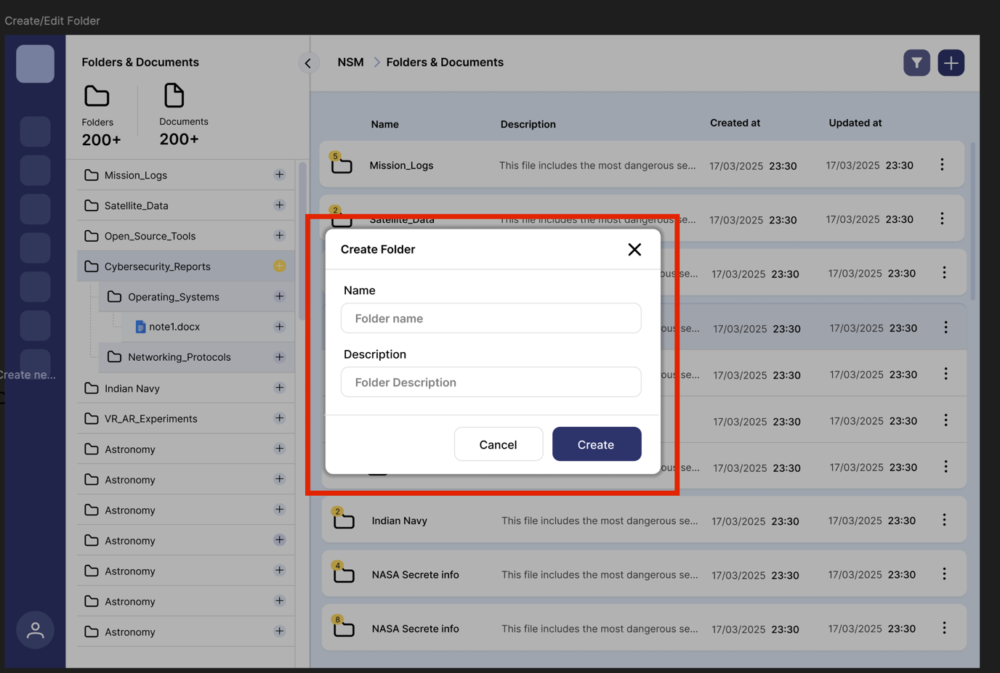 Create/Edit Folder
Folders & Documents
Folders
200+
Documents
200+
Mission_Logs
Satellite_Data
Open_Source_Tools
Cybersecurity_Reports
Operating_Systems
note1.docx
Networking_Protocols
Indian Navy
VR_AR_Experiments
Astronomy
Astronomy
Astronomy
Astronomy
Astronomy
Astronomy
Astronomy
Create ne...
NSM > Folders & Documents
Name Description Created at Updated at
5 Mission_Logs This file includes the most dangerous se... 17/03/2025 23:30 17/03/2025 23:30
2 Satellite_Data This file includes the most dangerous se... 17/03/2025 23:30 17/03/2025 23:30
ous se... 17/03/2025 23:30 17/03/2025 23:30
ous se... 17/03/2025 23:30 17/03/2025 23:30
ous se... 17/03/2025 23:30 17/03/2025 23:30
17/03/2025 23:30 17/03/2025 23:30
ous se... 17/03/2025 23:30 17/03/2025 23:30
2 Indian Navy This file includes the most dangerous se... 17/03/2025 23:30 17/03/2025 23:30
4 NASA Secrete info This file includes the most dangerous se... 17/03/2025 23:30 17/03/2025 23:30
8 NASA Secrete info This file includes the most dangerous se... 17/03/2025 23:30 17/03/2025 23:30
Create Folder
Name
Folder name
Description
Folder Description
Cancel Create